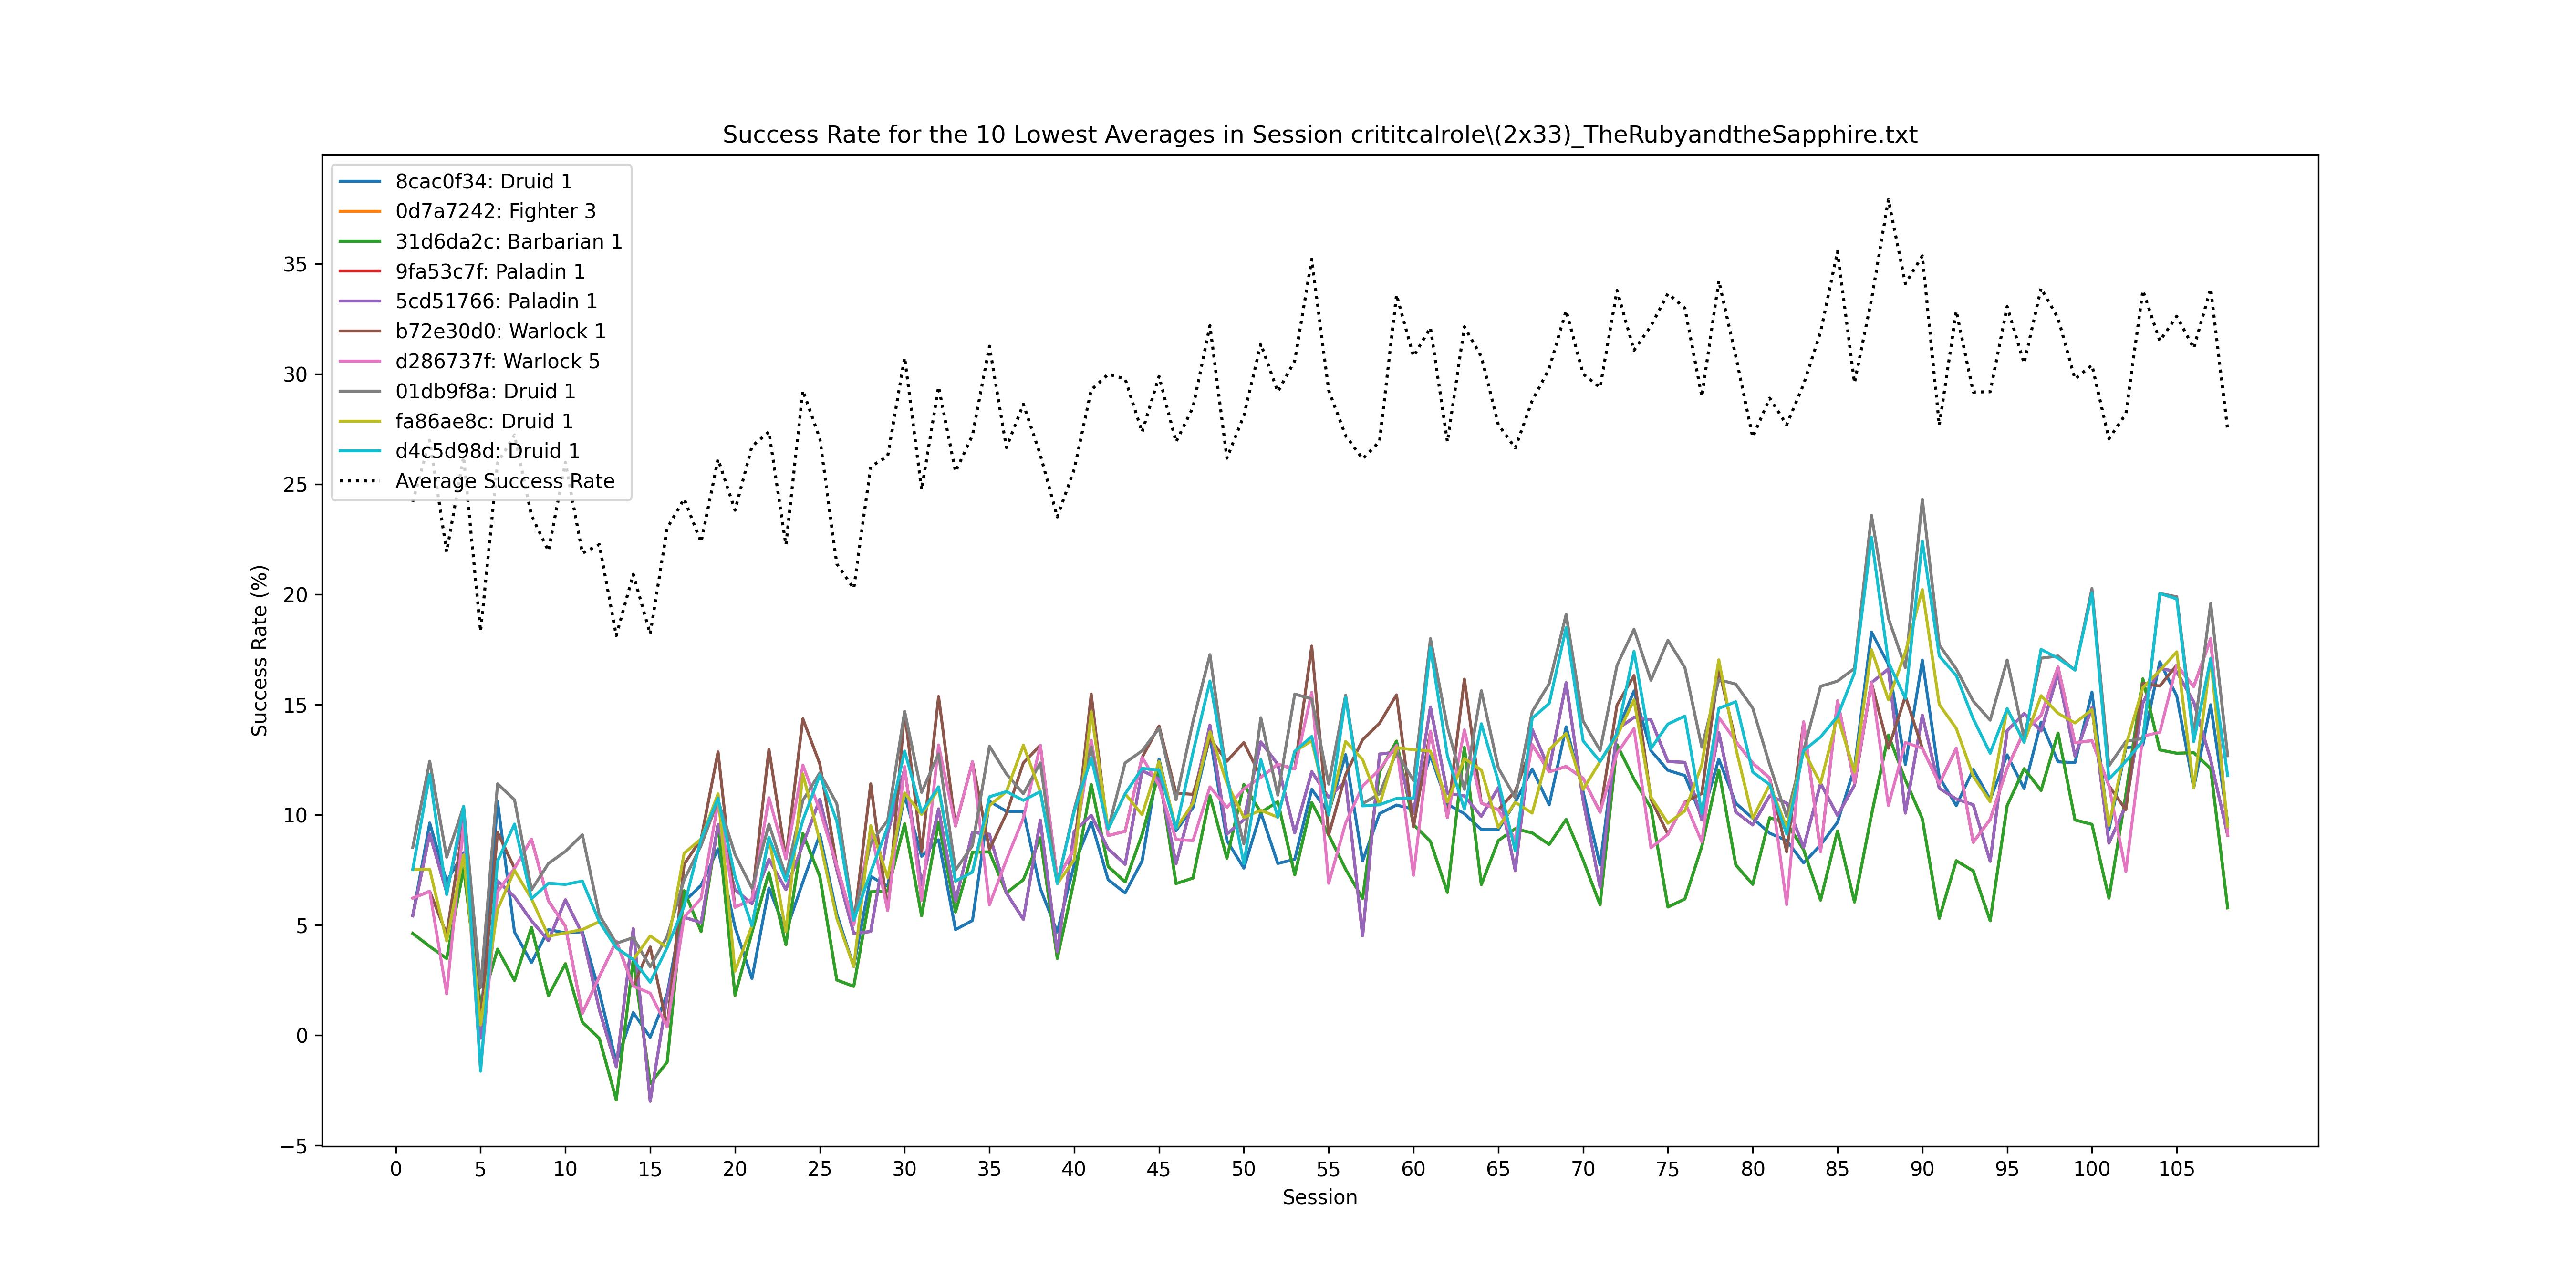 Success Rate for the 10 Lowest Averages in Session crititcalrole\(2x33)_TheRubyandtheSapphire.txt
8cac0f34: Druid 1
0d7a7242: Fighter 3
31d6da2c: Barbarian 1
9fa53c7f: Paladin 1
5cd51766: Paladin 1
b72e30d0: Warlock 1
d286737f: Warlock 5
01db9f8a: Druid 1
fa86ae8c: Druid 1
d4c5d98d: Druid 1
Average Success Rate
Success Rate (%)
35
30
25
20
15
10
5
0
−5
0 5 10 15 20 25 30 35 40 45 50 55 60 65 70 75 80 85 90 95 100 105
Session